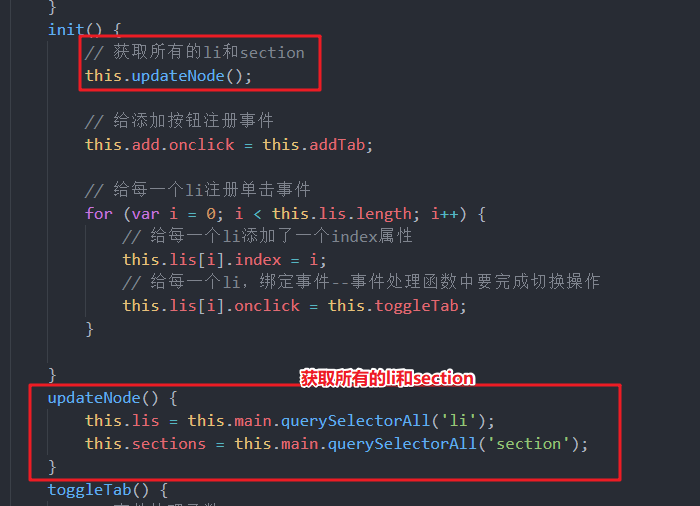 }
init() {
// 获取所有的li和section
this.updateNode();
// 给添加按钮注册事件
this.add.onclick = this.addTab;
// 给每一个li注册单击事件
for (var i = 0; i < this.lis.length; i++) {
// 给每一个li添加了一个index属性
this.lis[i].index = i;
// 给每一个li，绑定事件--事件处理函数中要完成切换操作
this.lis[i].onclick = this.toggleTab;
}
}
获取所有的li和section
updateNode() {
this.lis = this.main.querySelectorAll('li');
this.sections = this.main.querySelectorAll('section');
}
toggleTab() {